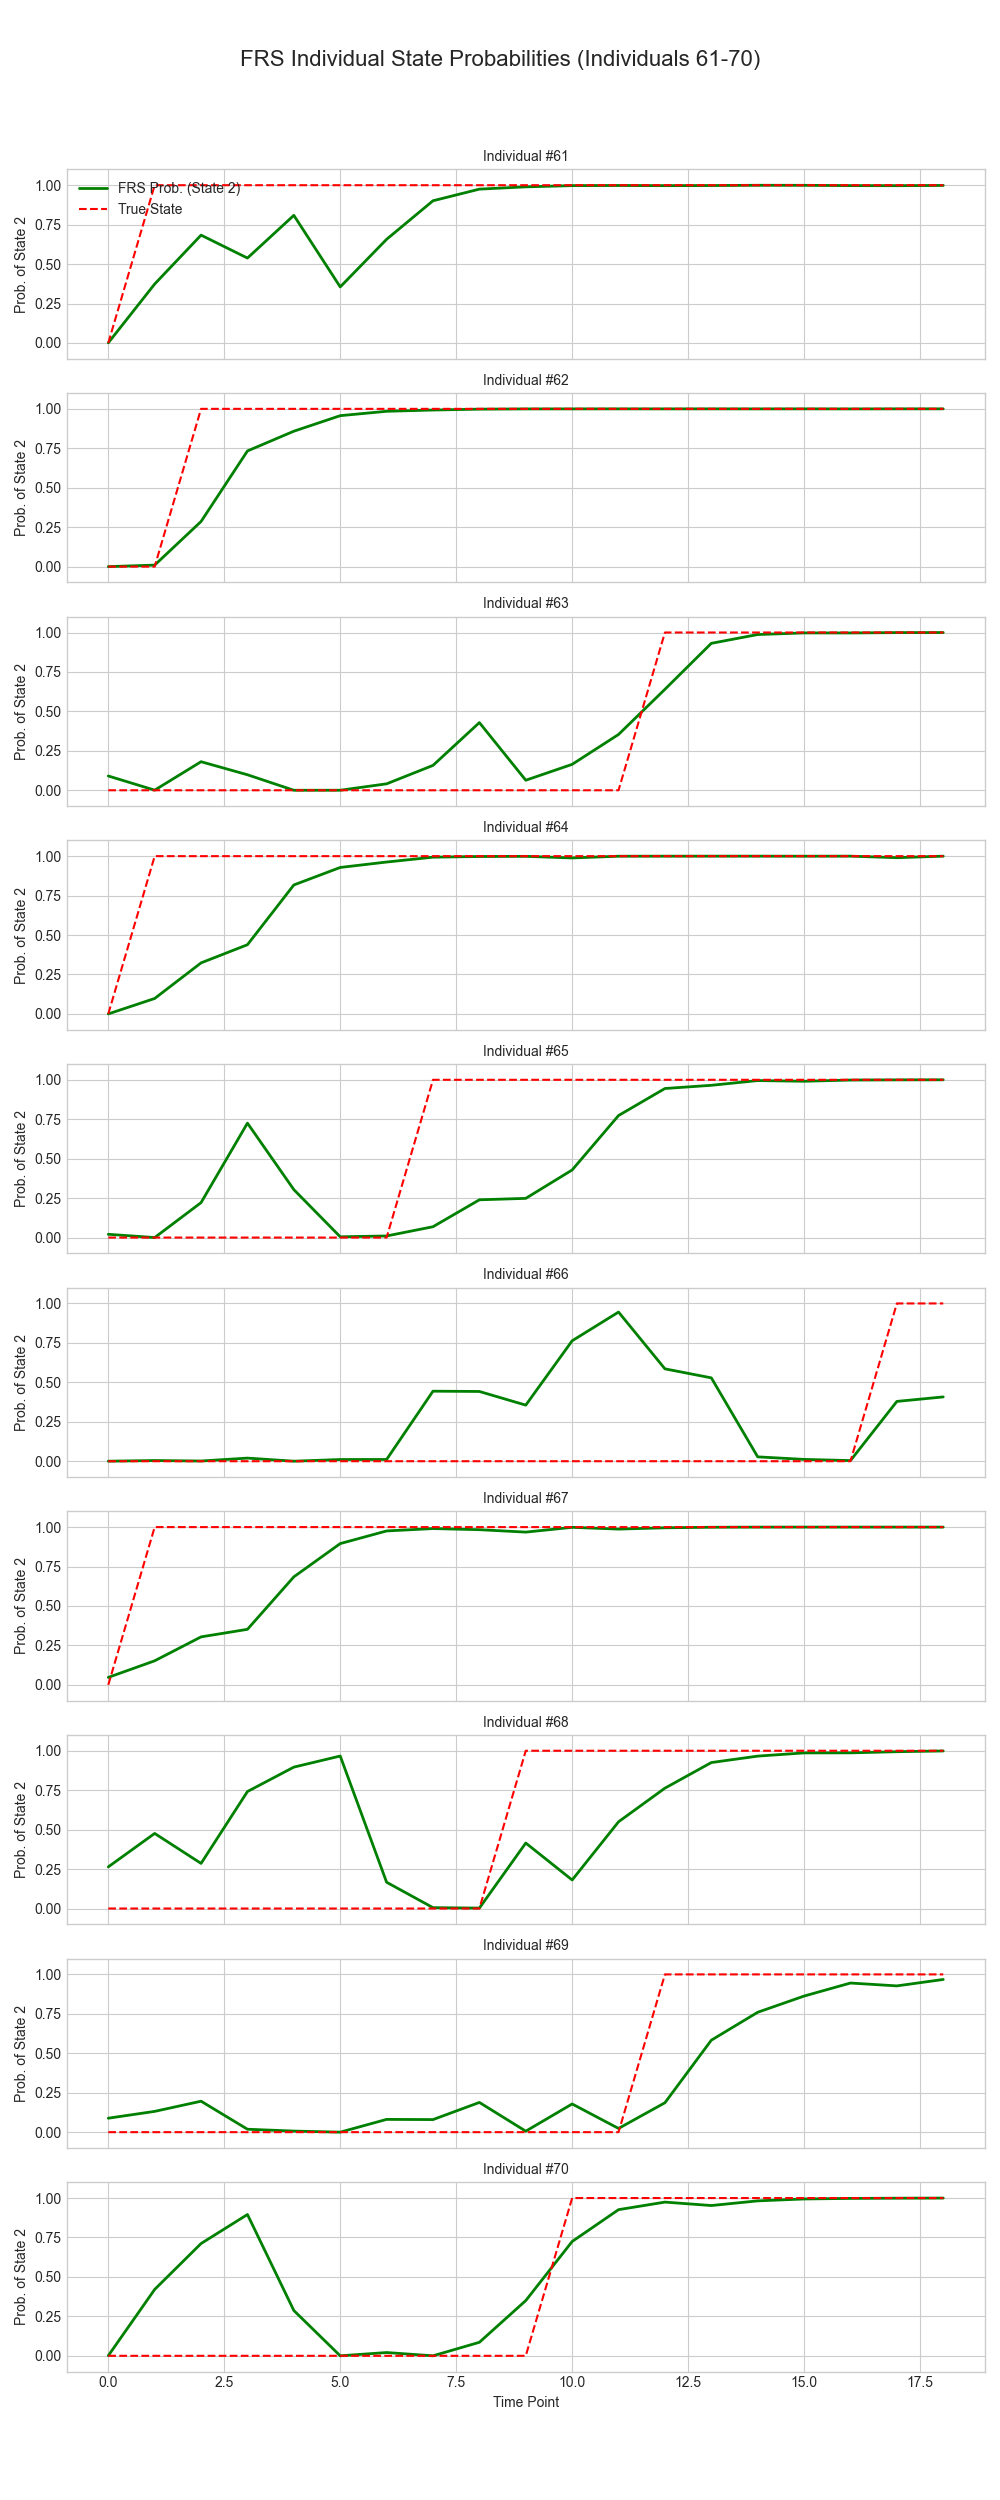 FRS Individual State Probabilities (Individuals 61-70)
Individual #61
FRS Prob. (State 2)
True State
Prob. of State 2
1.00
0.75
0.50
0.25
0.00
Individual #62
Prob. of State 2
1.00
0.75
0.50
0.25
0.00
Individual #63
Prob. of State 2
1.00
0.75
0.50
0.25
0.00
Individual #64
Prob. of State 2
1.00
0.75
0.50
0.25
0.00
Individual #65
Prob. of State 2
1.00
0.75
0.50
0.25
0.00
Individual #66
Prob. of State 2
1.00
0.75
0.50
0.25
0.00
Individual #67
Prob. of State 2
1.00
0.75
0.50
0.25
0.00
Individual #68
Prob. of State 2
1.00
0.75
0.50
0.25
0.00
Individual #69
Prob. of State 2
1.00
0.75
0.50
0.25
0.00
Individual #70
Prob. of State 2
1.00
0.75
0.50
0.25
0.00
0.0 2.5 5.0 7.5 10.0 12.5 15.0 17.5
Time Point